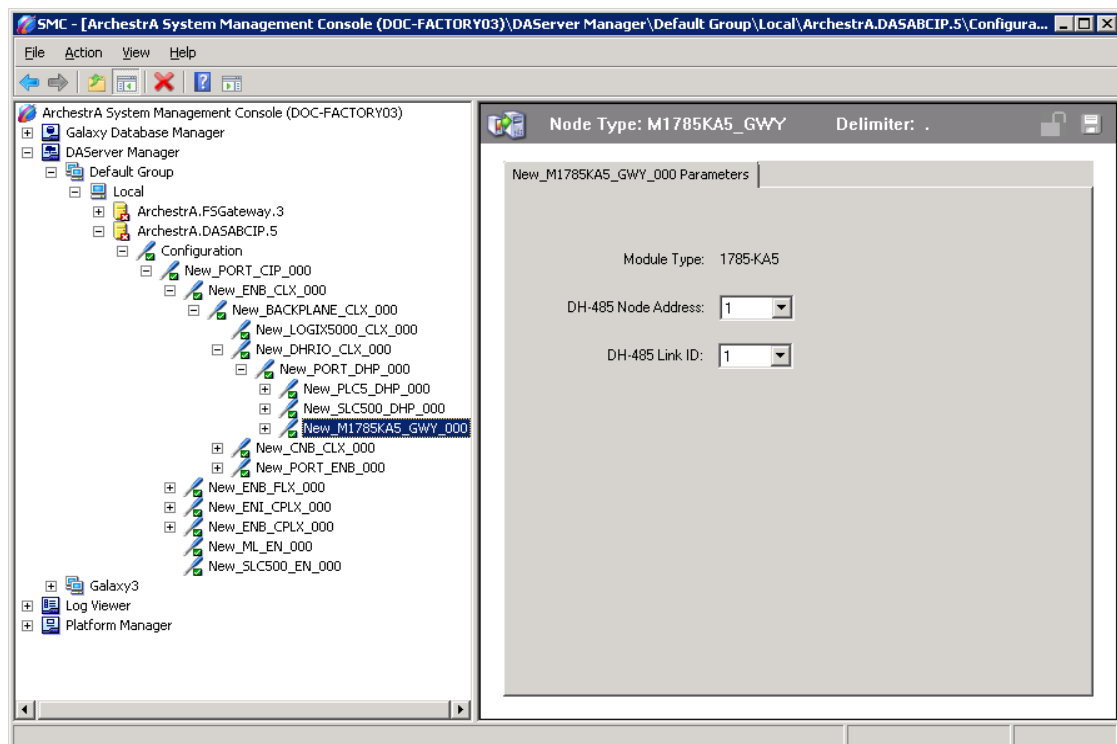 SMC - [ArchestrA System Management Console (DOC-FACTORY03)\DAServer Manager\Default Group\Local\ArchestrA.DASABCIP.5\Configura...
File Action View Help
ArchestrA System Management Console (DOC-FACTORY03)
Galaxy Database Manager
DAServer Manager
Default Group
Local
ArchestrA.FSGateway.3
ArchestrA.DASABCIP.5
Configuration
New_PORT_CIP_000
New_ENB_CLX_000
New_BACKPLANE_CLX_000
New_LOGIX5000_CLX_000
New_DHRIO_CLX_000
New_PORT_DHP_000
New_PLC5_DHP_000
New_SLC500_DHP_000
New_M1785KA5_GWY_000
New_CNB_CLX_000
New_PORT_ENB_000
New_ENB_FLX_000
New_ENI_CPLX_000
New_ENB_CPLX_000
New_ML_EN_000
New_SLC500_EN_000
Galaxy3
Log Viewer
Platform Manager
Node Type: M1785KA5_GWY Delimiter: .
New_M1785KA5_GWY_000 Parameters
Module Type: 1785-KA5
DH-485 Node Address: 1
DH-485 Link ID: 1